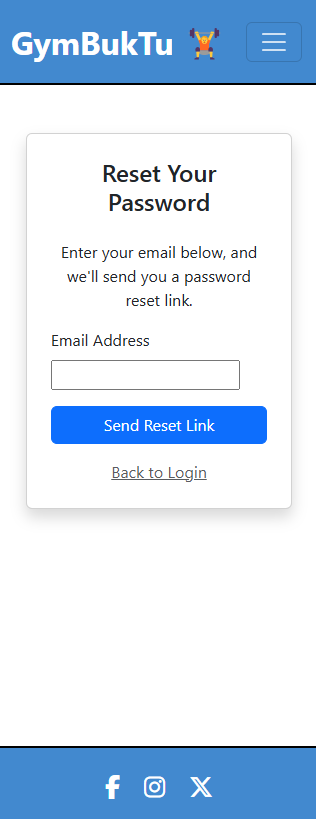 GymBukTu
Reset Your
Password
Enter your email below, and
we'll send you a password
reset link.
Email Address
Send Reset Link
Back to Login